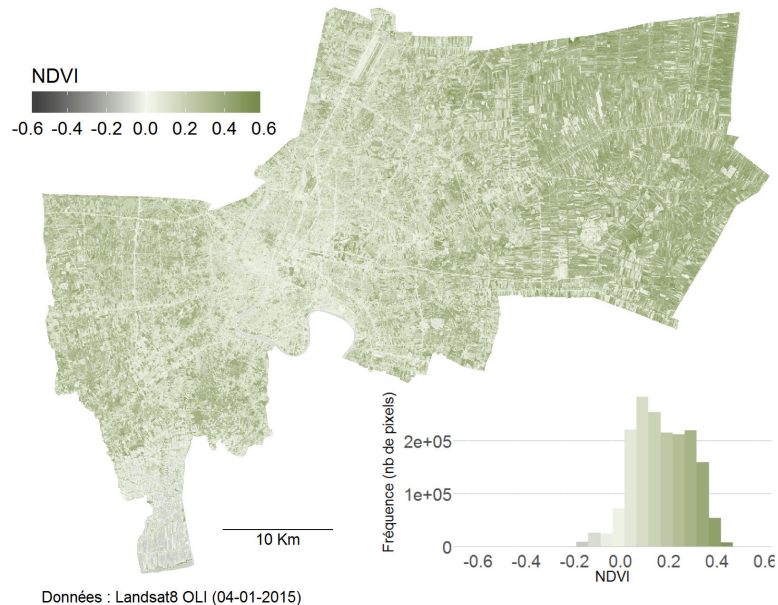 NDVI
-0.6 -0.4 -0.2 0.0 0.2 0.4 0.6
Fréquence (nb de pixels)
2e+05
1e+05
0
-0.6 -0.4 -0.2 0.0 0.2 0.4 0.6
NDVI
10 Km
Données : Landsat8 OLI (04-01-2015)